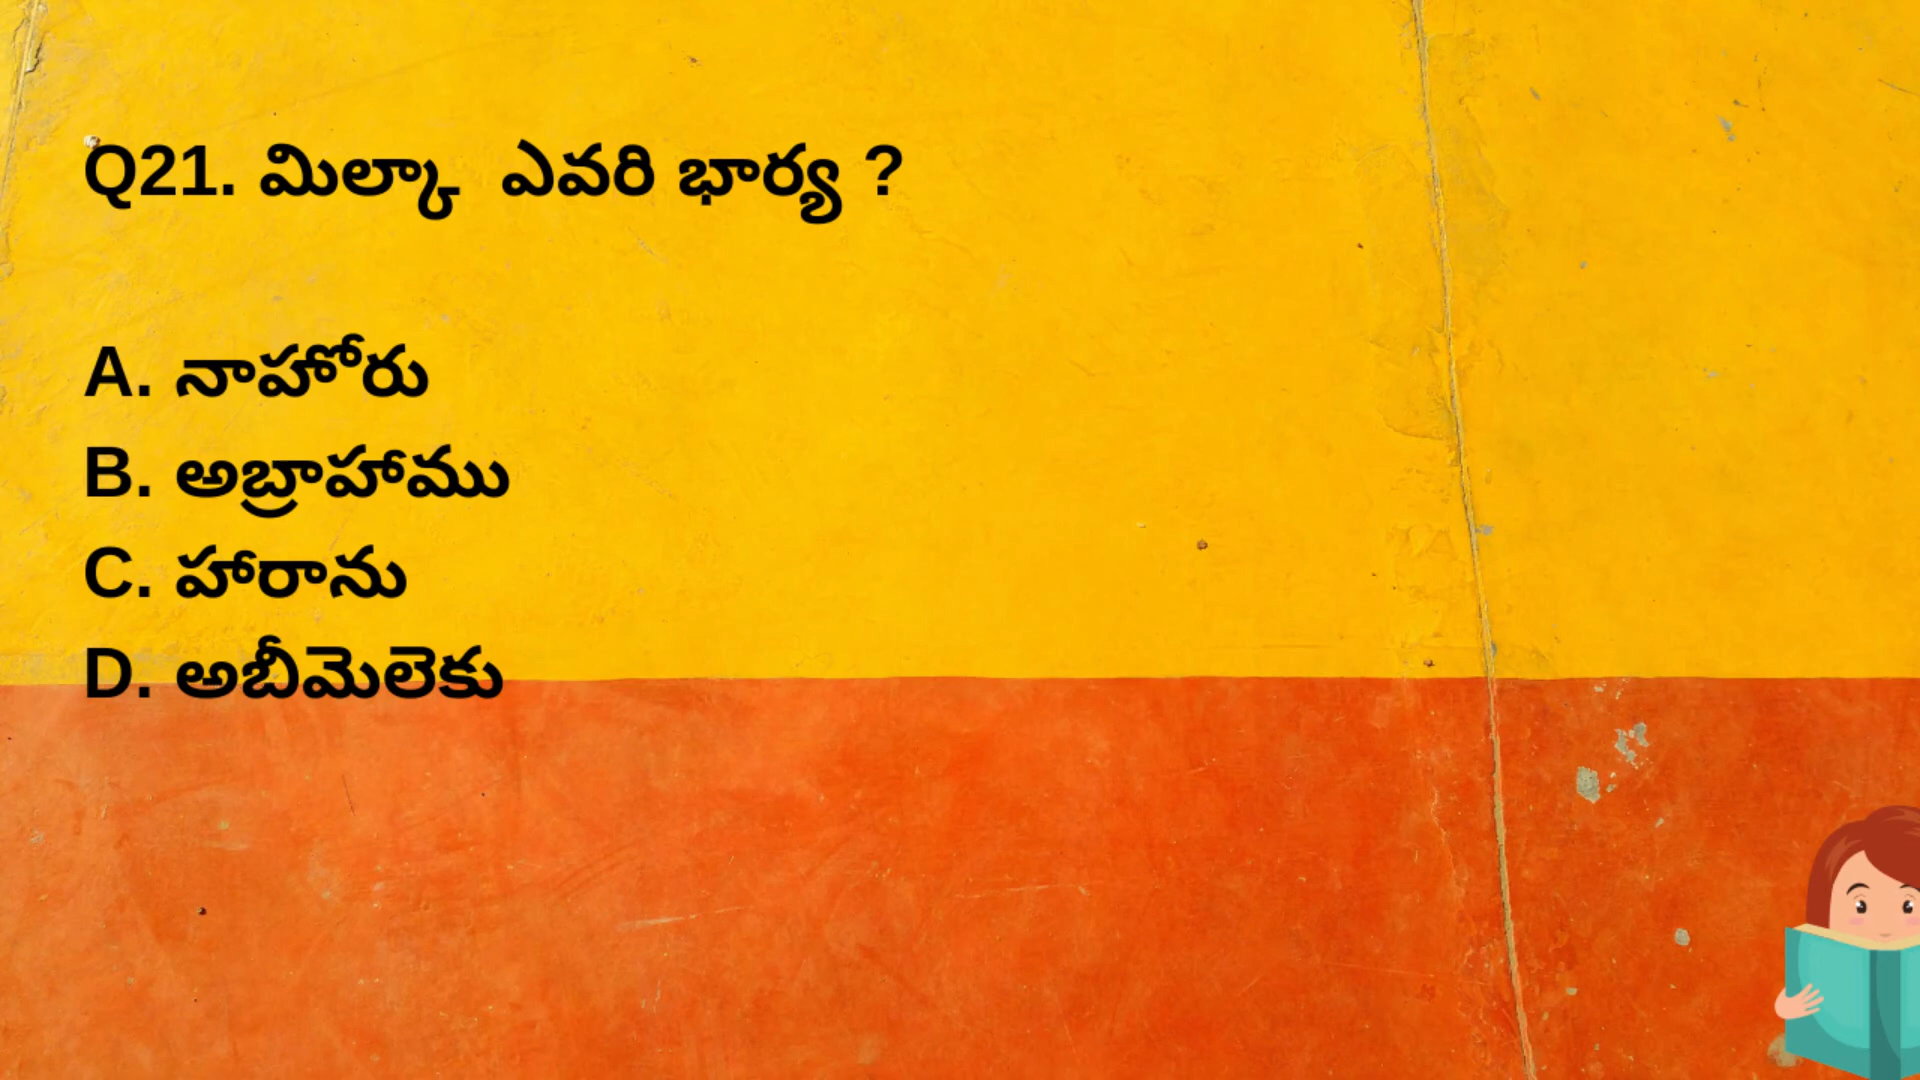 Q21. మిల్కా ఎవరి భార్య ?
A. నాహోరు
B. అబ్రాహాము
C. హారాను
D. అబీమెలెకు